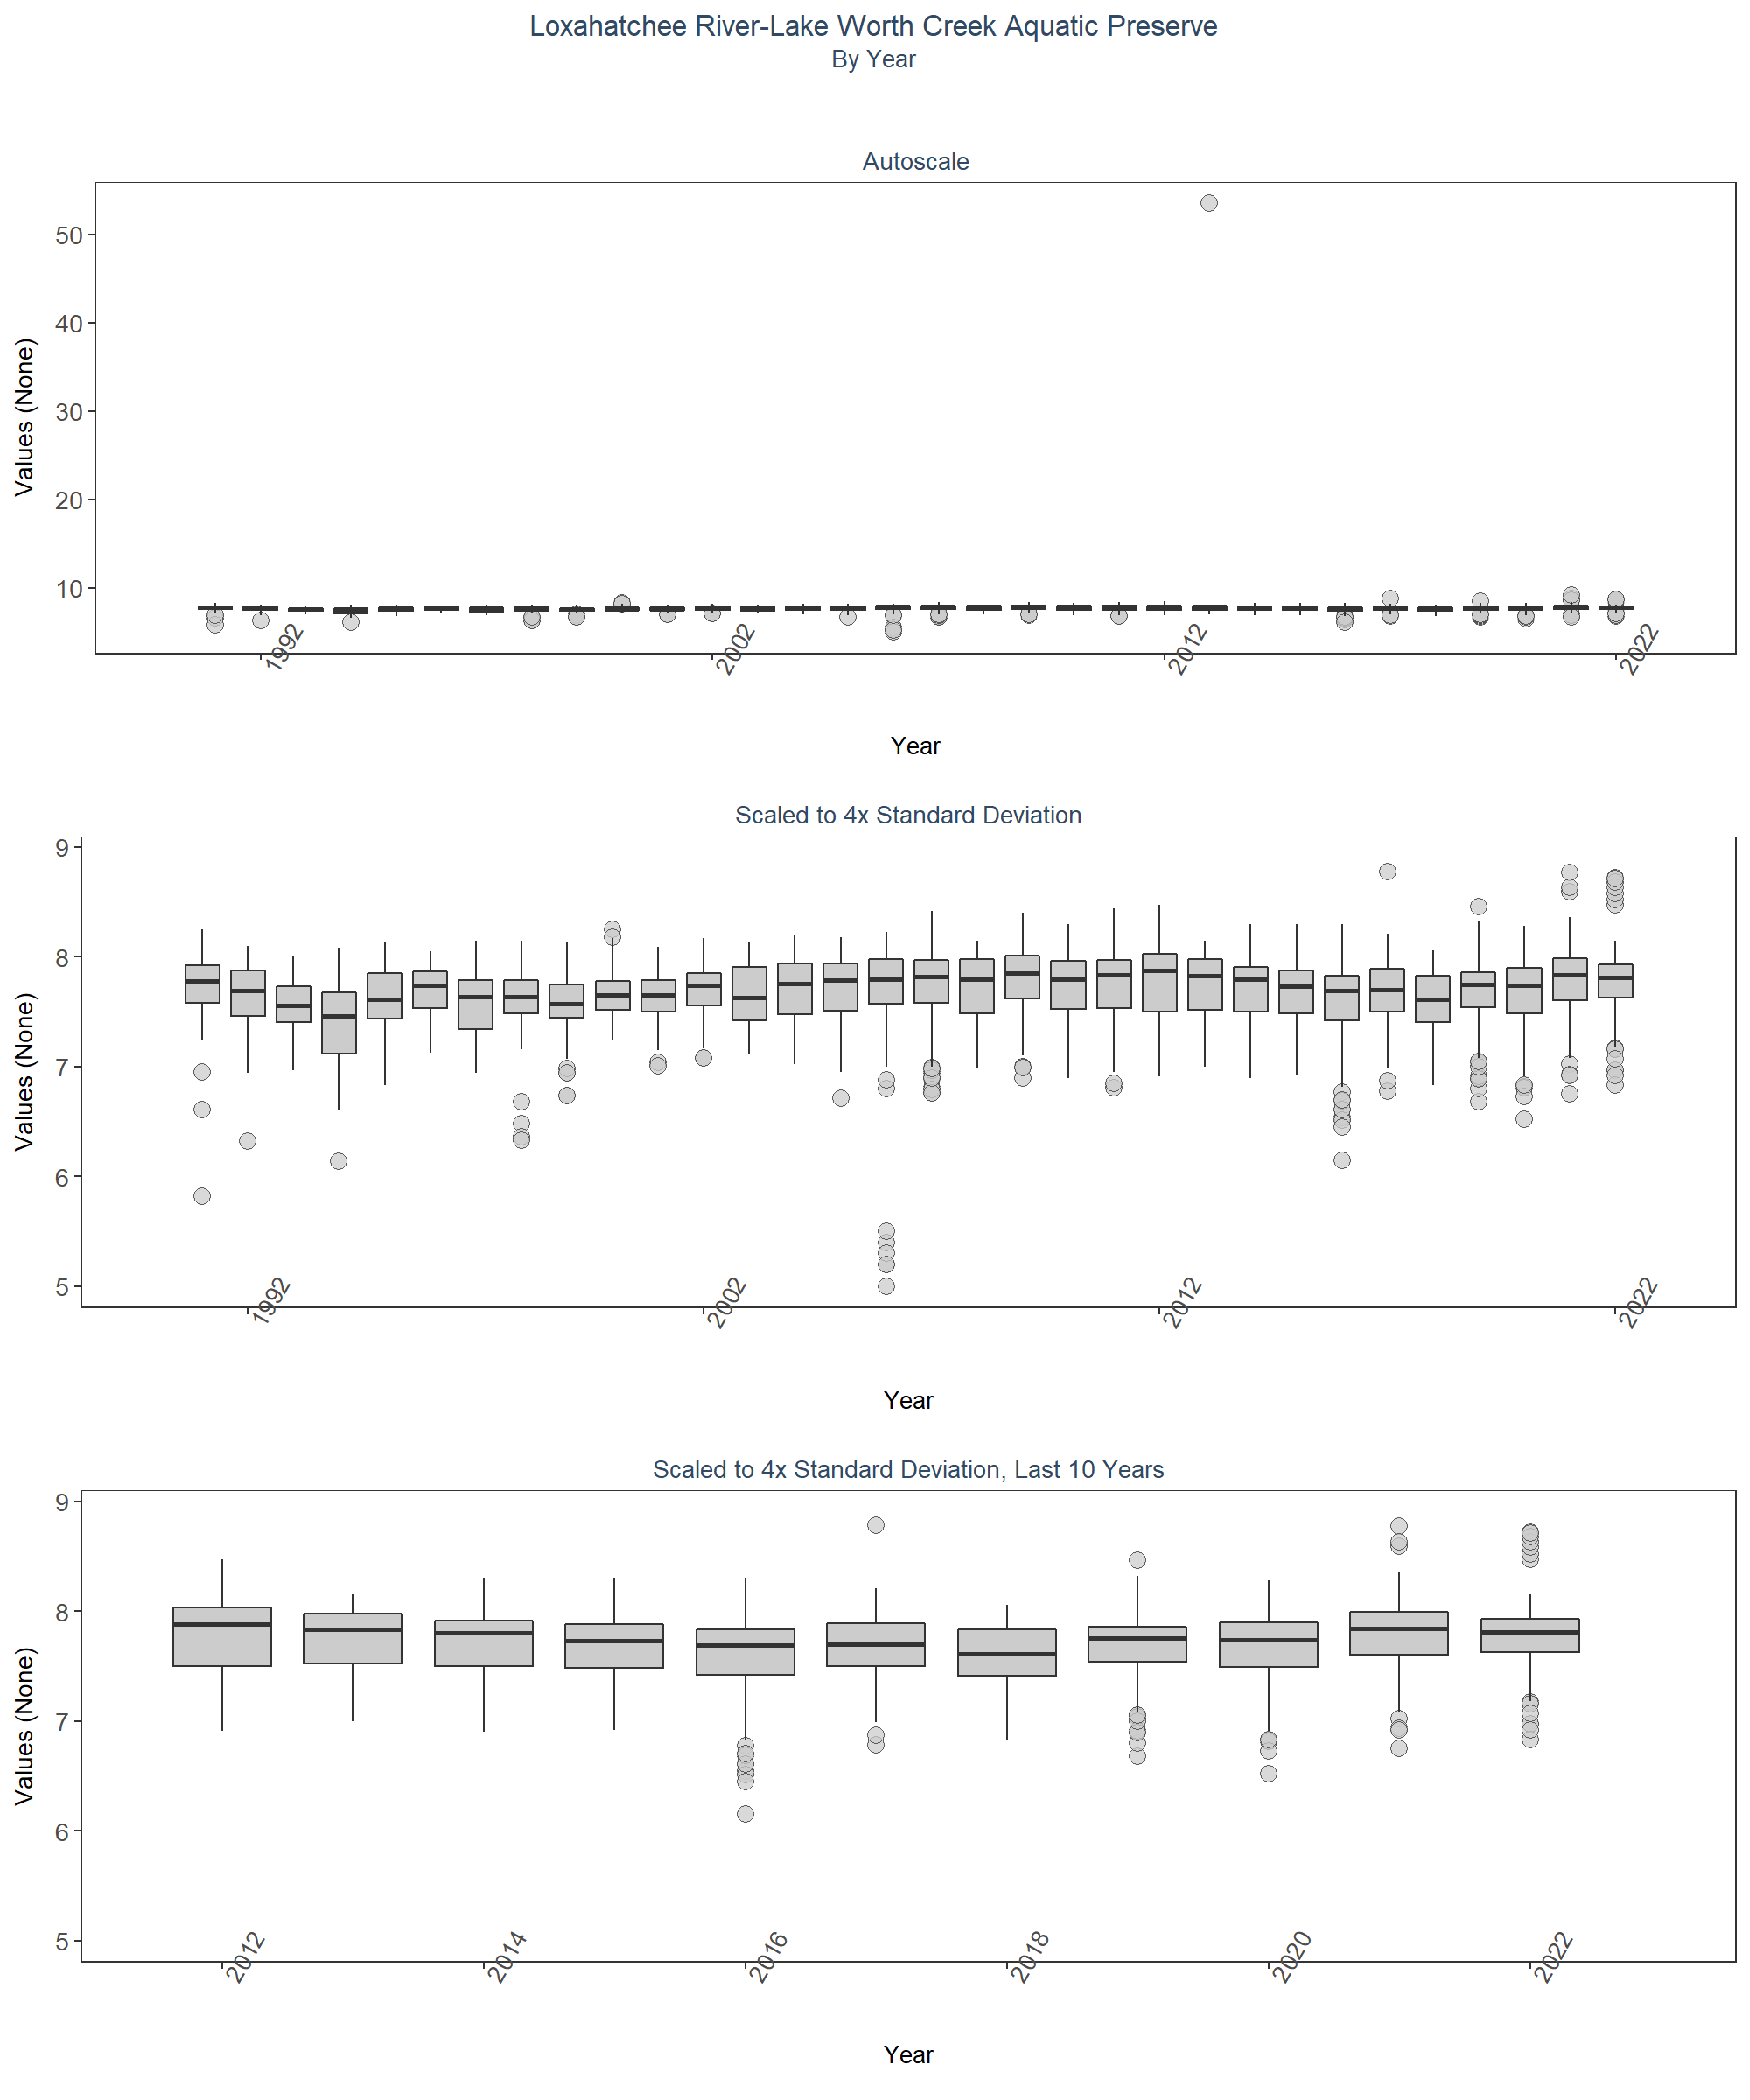 Loxahatchee River-Lake Worth Creek Aquatic Preserve
By Year
Autoscale
Values (None)
50
40
30
20
10
1992
2002
2012
2022
Year
Scaled to 4x Standard Deviation
Values (None)
9
8
7
6
5
1992
2002
2012
2022
Year
Scaled to 4x Standard Deviation, Last 10 Years
Values (None)
9
8
7
6
5
2012
2014
2016
2018
2020
2022
Year